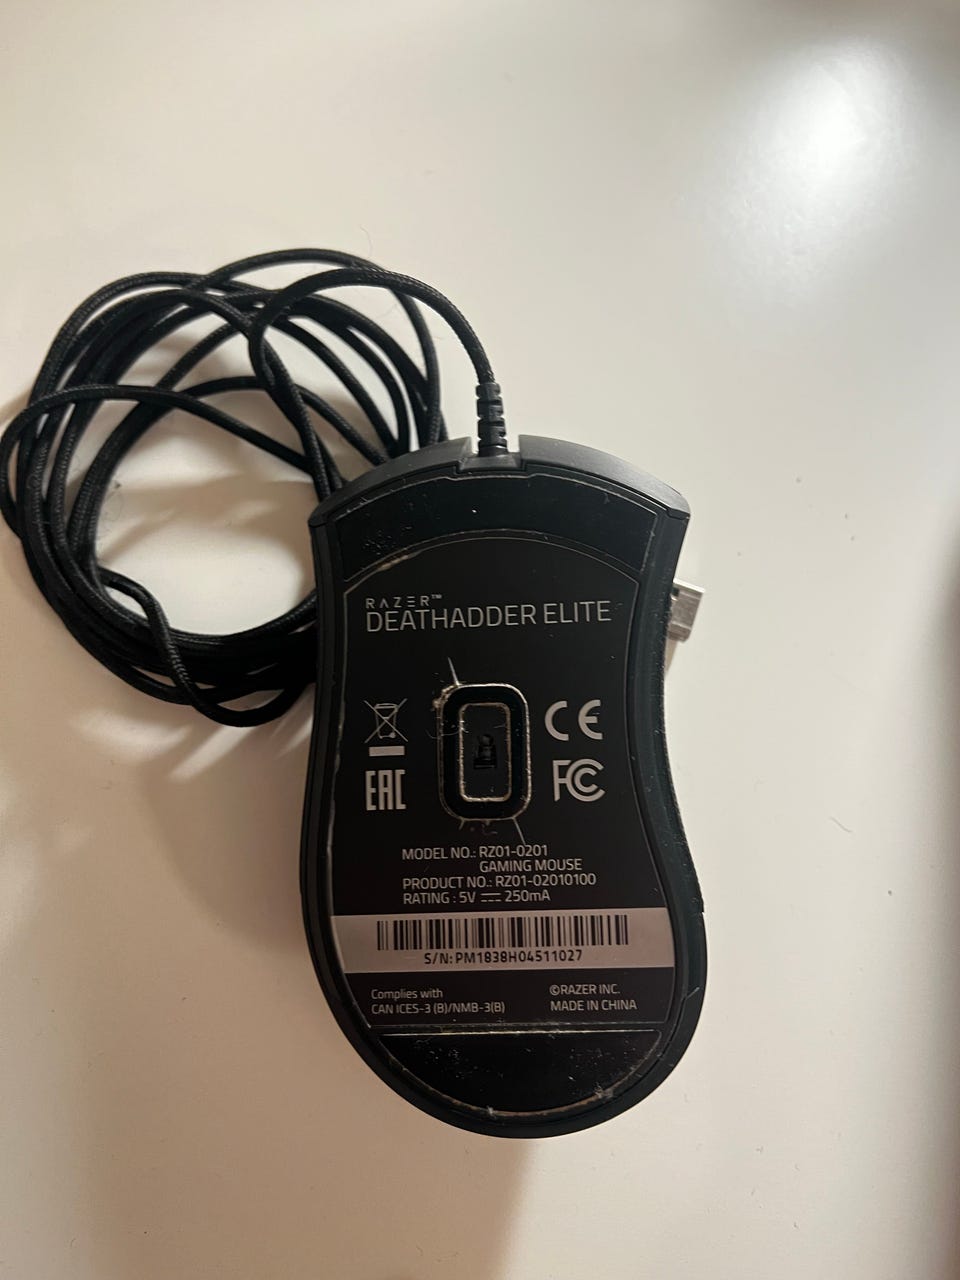 RAZER™
DEATHADDER ELITE
CE
EAC
FC
MODEL NO.: RZ01-0201
GAMING MOUSE
PRODUCT NO.: RZ01-02010100
RATING : 5V ⎓ 250mA
S/N: PM1838H04511027
Complies with
CAN ICES-3 (B)/NMB-3(B)
©RAZER INC.
MADE IN CHINA